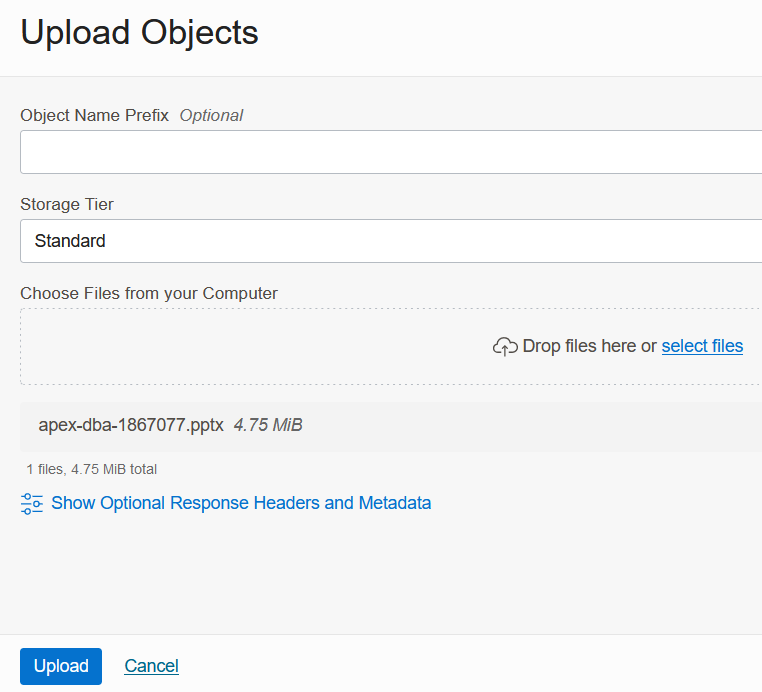 Upload Objects
Object Name Prefix Optional
Storage Tier
Standard
Choose Files from your Computer
Drop files here or select files
apex-dba-1867077.pptx 4.75 MiB
1 files, 4.75 MiB total
Show Optional Response Headers and Metadata
Upload Cancel